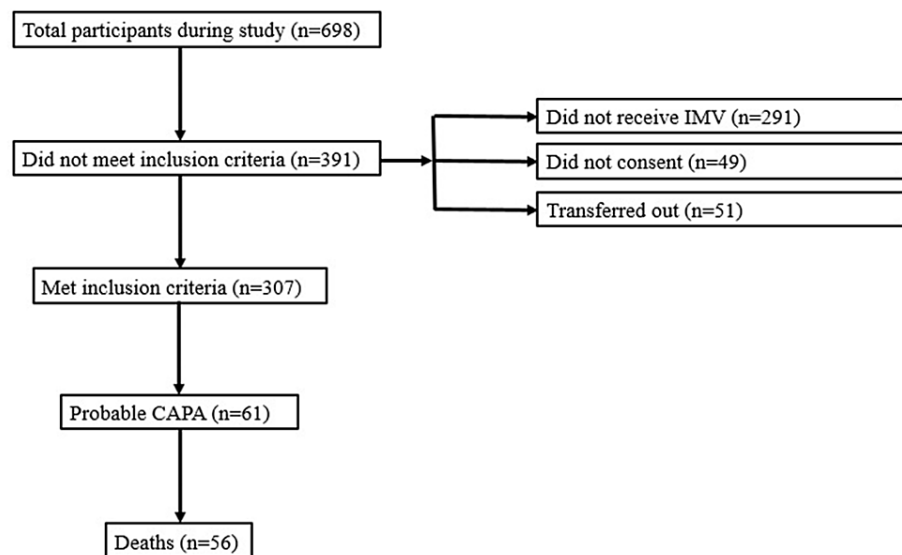 Total participants during study (n=698)
Did not receive IMV (n=291)
Did not meet inclusion criteria (n=391)
Did not consent (n=49)
Transferred out (n=51)
Met inclusion criteria (n=307)
Probable CAPA (n=61)
Deaths (n=56)